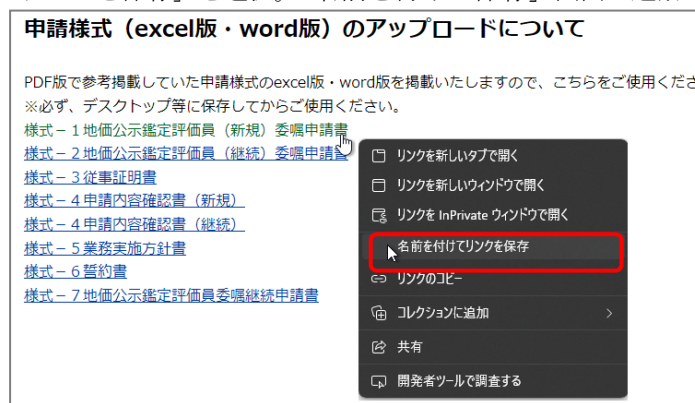 申請様式（excel版・word版）のアップロードについて
PDF版で参考掲載していた申請様式のexcel版・word版を掲載いたしますので、こちらをご使用くださ
※必ず、デスクトップ等に保存してからご使用ください。
様式－１地価公示鑑定評価員（新規）委嘱申請書
様式－２地価公示鑑定評価員（継続）委嘱申請書
様式－３従事証明書
様式－４申請内容確認書（新規）
様式－４申請内容確認書（継続）
様式－５業務実施方針書
様式－６誓約書
様式－７地価公示鑑定評価員委嘱継続申請書
リンクを新しいタブで開く
リンクを新しいウィンドウで開く
リンクを InPrivate ウィンドウで開く
名前を付けてリンクを保存
リンクのコピー
コレクションに追加
共有
開発者ツールで調査する